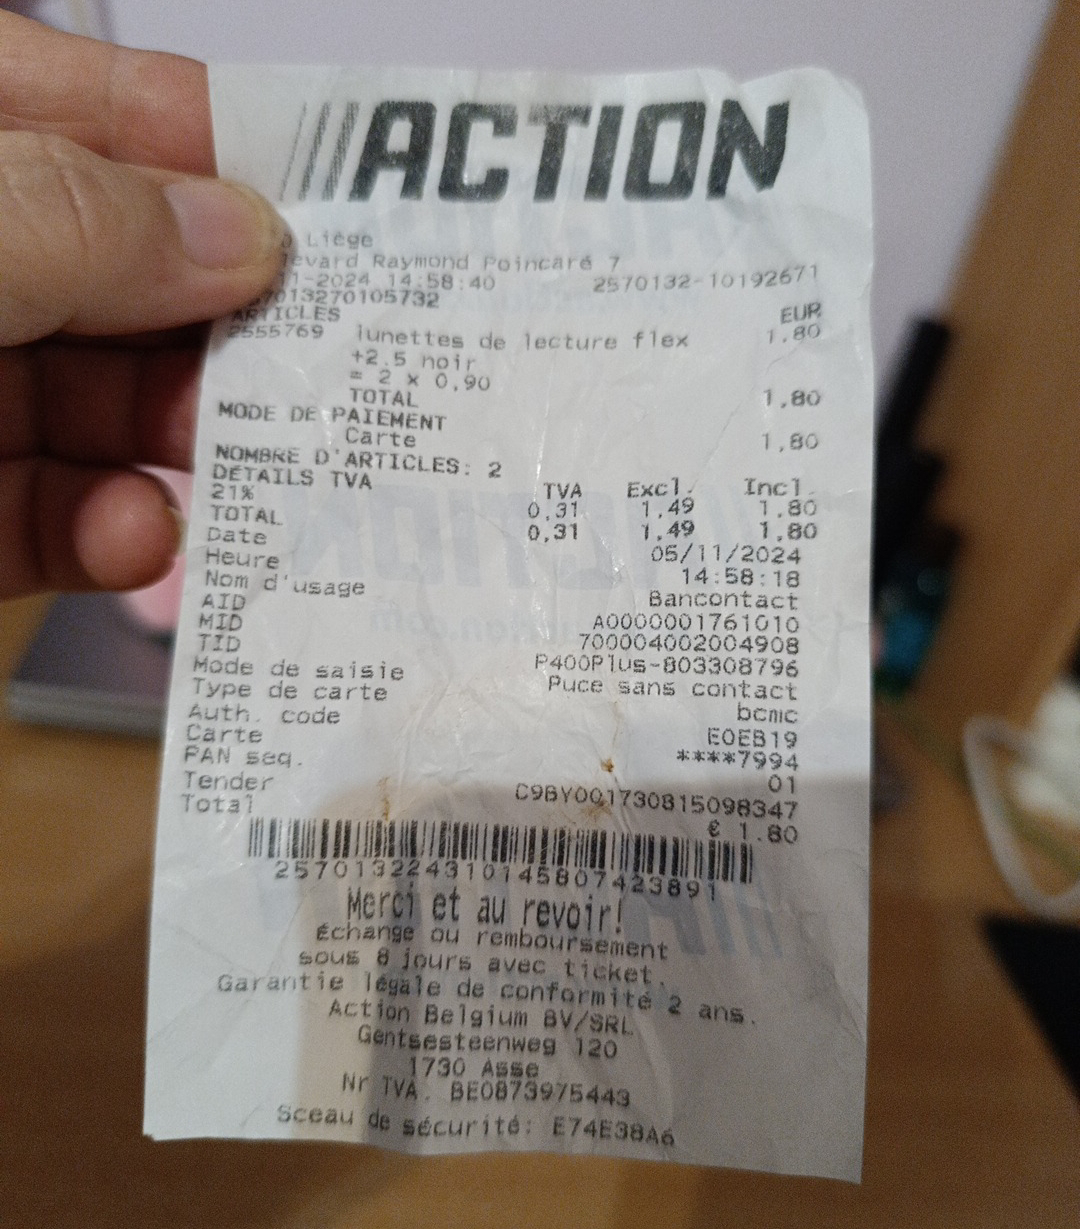 ACTION
Liège
levard Raymond Poincaré 7
11-2024 14:58:40 2570132-10192671
7013270105732
ARTICLES EUR
2555769 lunettes de lecture flex 1.80
+2.5 noir
= 2 x 0,90
TOTAL 1,80
MODE DE PAIEMENT
Carte 1,80
NOMBRE D'ARTICLES: 2
DÉTAILS TVA TVA Excl. Incl.
21% 0,31 1,49 1,80
TOTAL 0,31 1,49 1,80
Date 05/11/2024
Heure 14:58:18
Nom d'usage Bancontact
AID A0000001761010
MID 700004002004908
TID P400Plus-803308796
Mode de saisie Puce sans contact
Type de carte bcmc
Auth. code E0EB19
Carte ****7994
PAN seq. 01
Tender C9BY001730815098347
Total € 1.80
2570132243101458074​23891
Merci et au revoir!
Échange ou remboursement
sous 8 jours avec ticket.
Garantie légale de conformité 2 ans.
Action Belgium BV/SRL
Gentsesteenweg 120
1730 Asse
Nr TVA. BE0873975443
Sceau de sécurité: E74E38A6